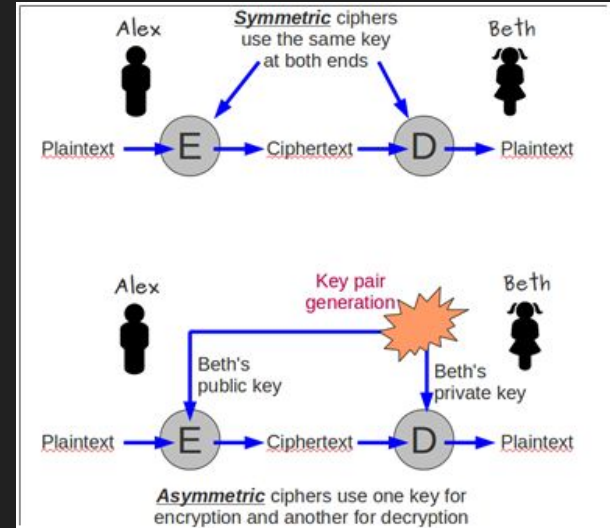 Alex
Symmetric ciphers
use the same key
at both ends
Beth
Plaintext
E
Ciphertext
D
Plaintext
Alex
Key pair
generation
Beth
Beth's
public key
Beth's
private key
Plaintext
E
Ciphertext
D
Plaintext
Asymmetric ciphers use one key for
encryption and another for decryption